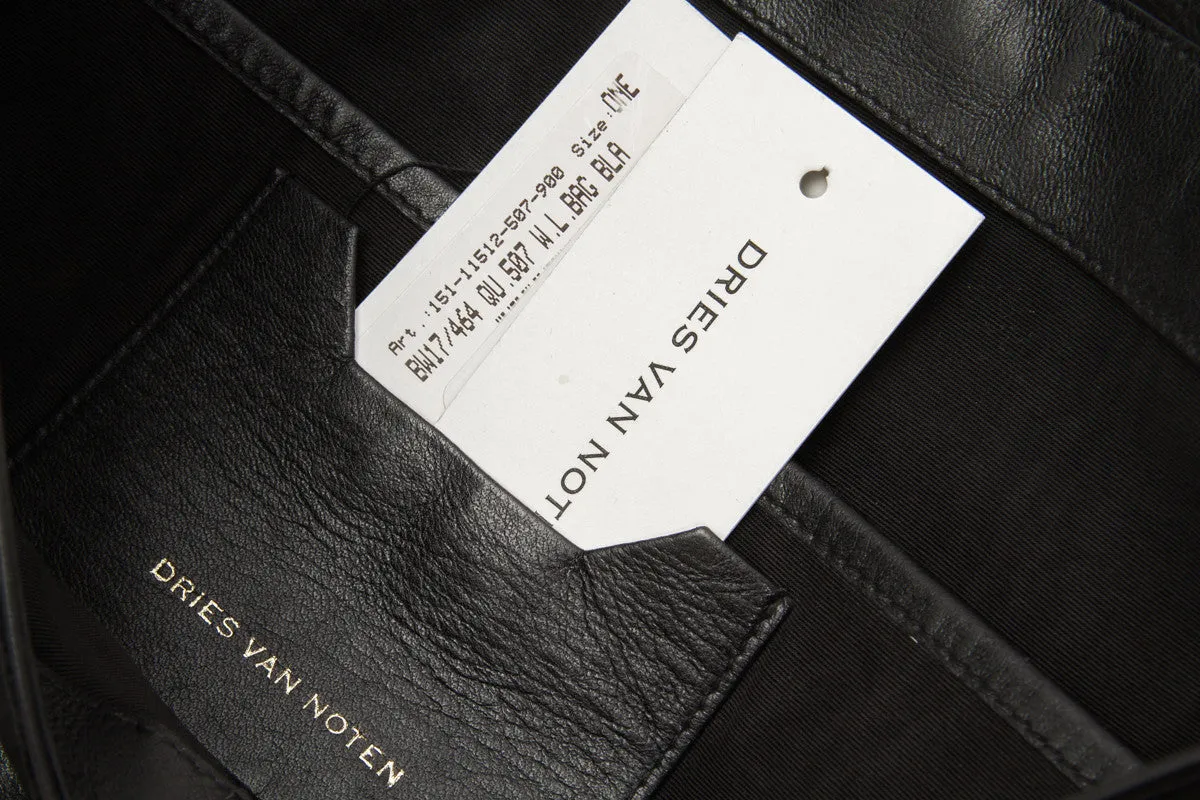 Art.:151-11512-507-900 Size:ONE
BW17/464 QU.507 W.L.BAG BLA
DRIES VAN NOT
DRIES VAN NOTEN